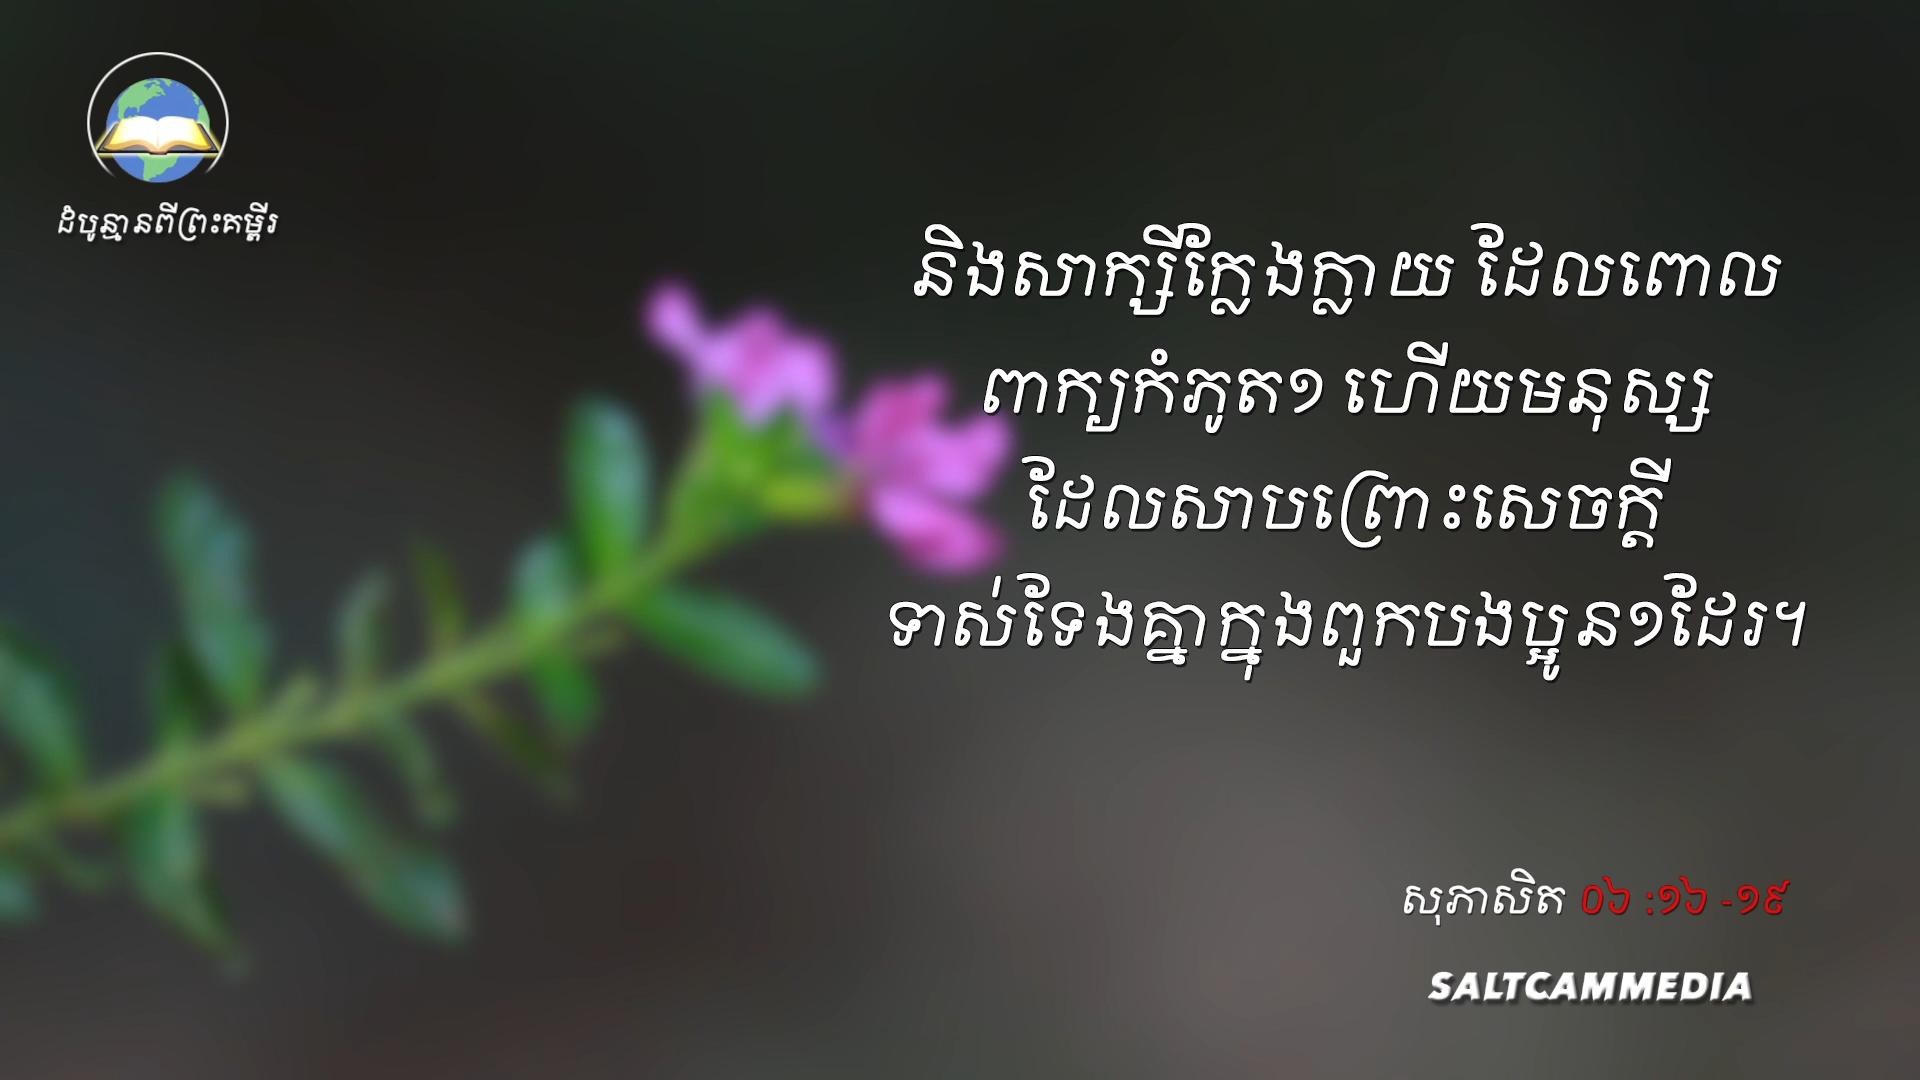 ដំបូន្មានពីព្រះគម្ពីរ
និងសាក្សីក្លែងក្លាយ ដែលពោល
ពាក្យកំភូត១ ហើយមនុស្ស
ដែលសាបព្រោះសេចក្ដី
ទាស់ទែងគ្នាក្នុងពួកបងប្អូន១ដែរ។
សុភាសិត ០៦ :១៦ -១៩
SALTCAMMEDIA